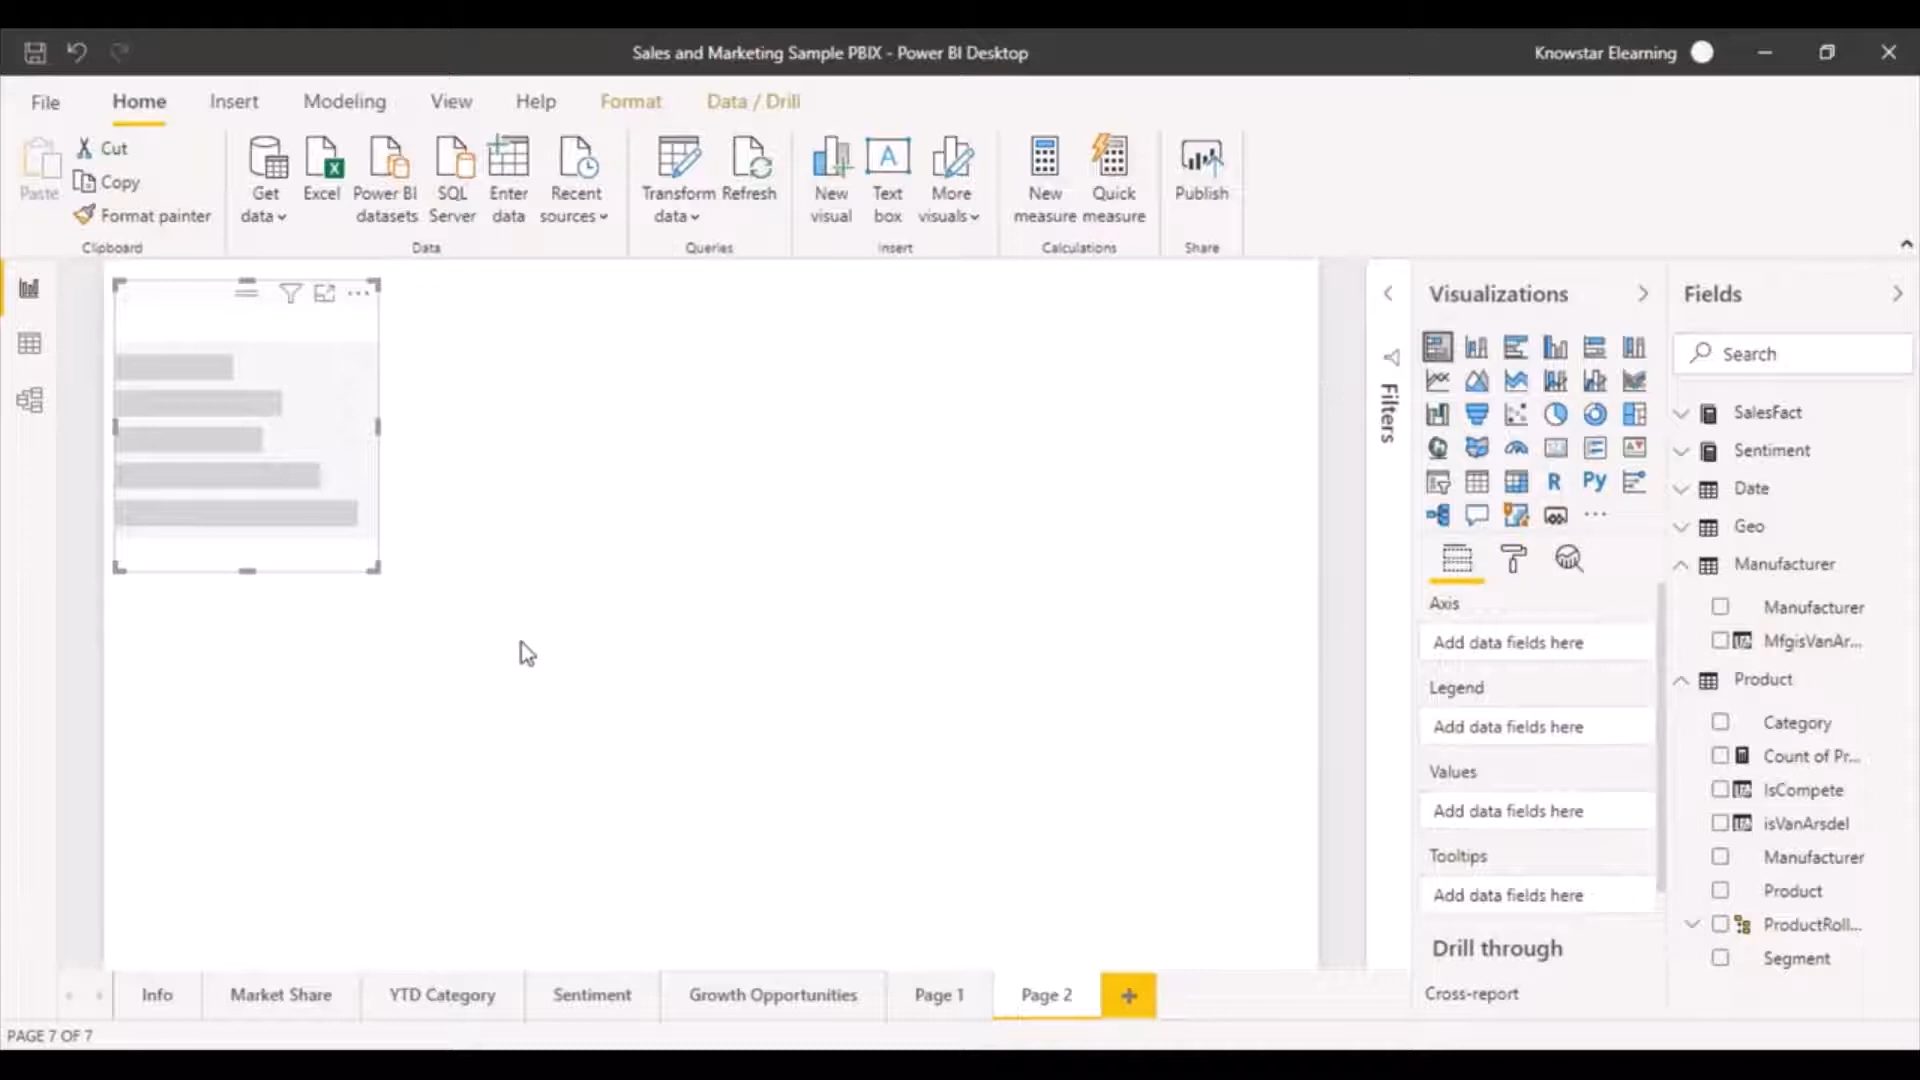 Sales and Marketing Sample PBIX - Power BI Desktop
Knowstar Elearning
File Home Insert Modeling View Help Format Data / Drill
Paste
Cut
Copy
Format painter
Clipboard
Get data
Excel
Power BI datasets
SQL Server
Enter data
Recent sources
Data
Transform data
Refresh
Queries
New visual
Text box
More visuals
Insert
New measure
Quick measure
Calculations
Publish
Share
Filters
Visualizations
R
Py
Axis
Add data fields here
Legend
Add data fields here
Values
Add data fields here
Tooltips
Add data fields here
Drill through
Cross-report
Fields
Search
SalesFact
Sentiment
Date
Geo
Manufacturer
Manufacturer
MfgisVanAr...
Product
Category
Count of Pr...
IsCompete
isVanArsdel
Manufacturer
Product
ProductRoll...
Segment
Info Market Share YTD Category Sentiment Growth Opportunities Page 1 Page 2
PAGE 7 OF 7